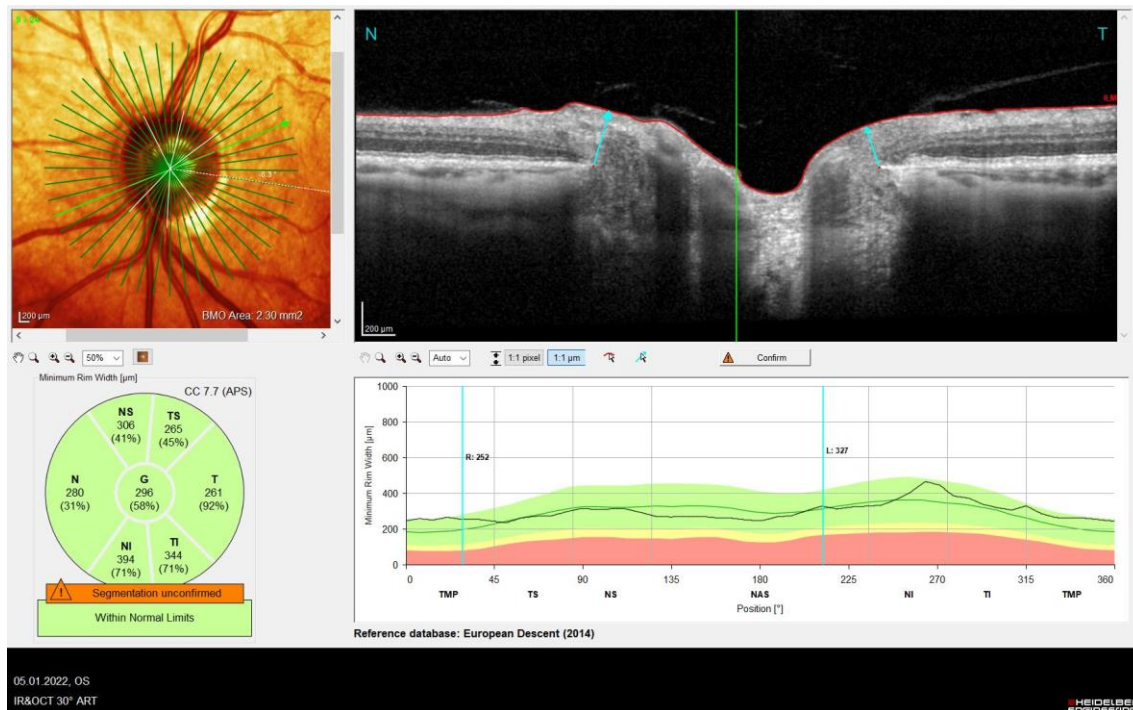 N
T
ILM
200 µm
BMO Area: 2.30 mm2
200 µm
50%
Auto
1:1 pixel
1:1 µm
Confirm
Minimum Rim Width [µm]
CC 7.7 (APS)
NS
306
(41%)
TS
265
(45%)
N
280
(31%)
G
296
(58%)
T
261
(92%)
NI
394
(71%)
TI
344
(71%)
Segmentation unconfirmed
Within Normal Limits
Minimum Rim Width [µm]
1000
800
600
400
200
0
R: 252
L: 327
0 45 90 135 180 225 270 315 360
TMP TS NS NAS NI TI TMP
Position [°]
Reference database: European Descent (2014)
05.01.2022, OS
IR&OCT 30° ART